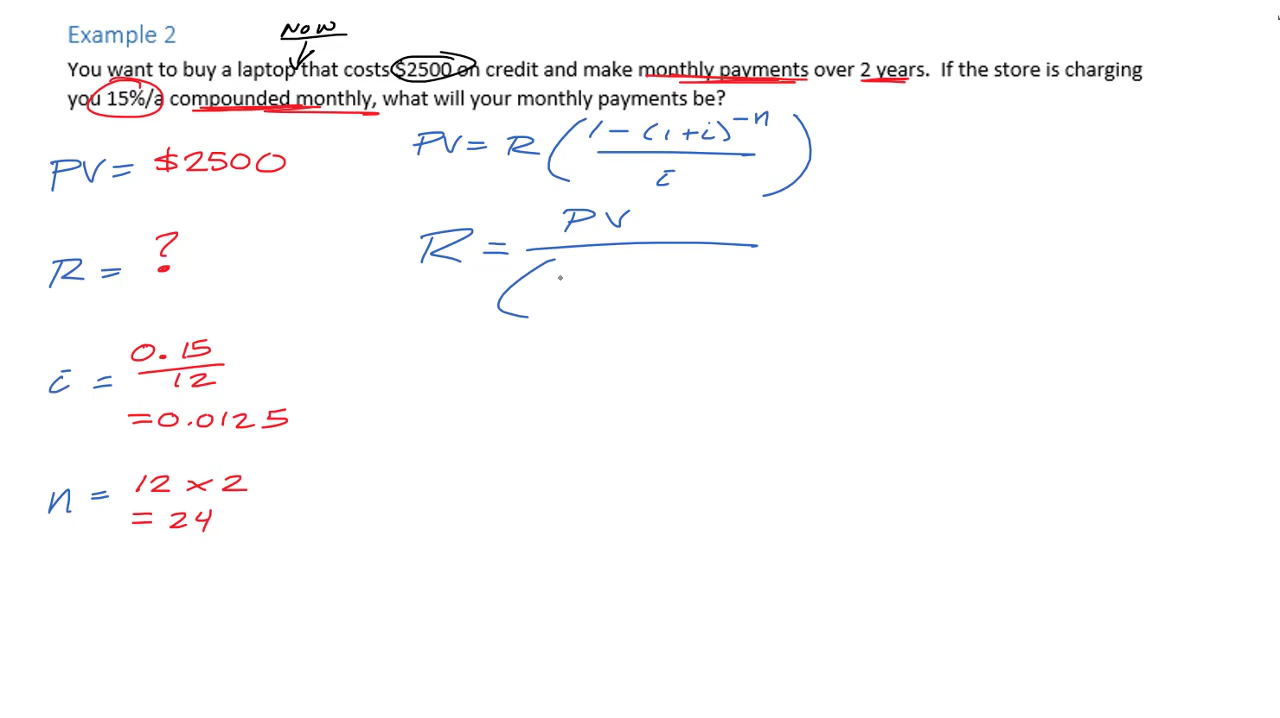 Example 2
NOW
You want to buy a laptop that costs $2500 on credit and make monthly payments over 2 years. If the store is charging
you 15%/a compounded monthly, what will your monthly payments be?
PV = R ( 1 - (1 + i)^-n / i )
PV = $2500
R = PV / (
R = ?
i = 0.15 / 12
= 0.0125
n = 12 × 2
= 24